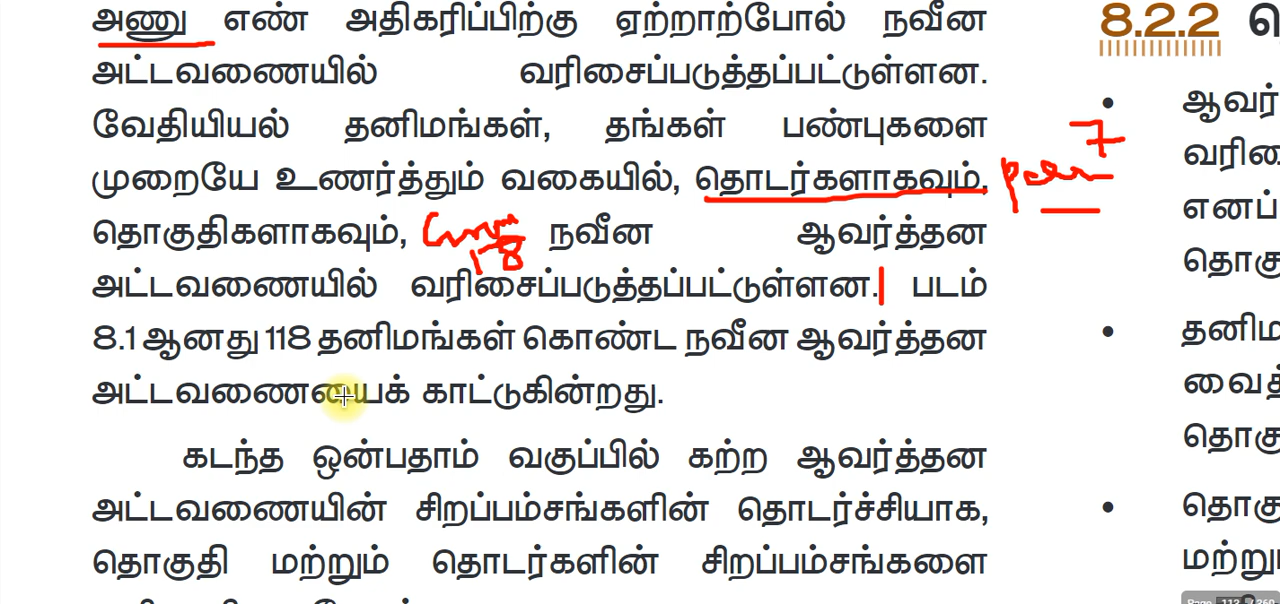 அணு எண் அதிகரிப்பிற்கு ஏற்றாற்போல் நவீன
அட்டவணையில் வரிசைப்படுத்தப்பட்டுள்ளன.
வேதியியல் தனிமங்கள், தங்கள் பண்புகளை
முறையே உணர்த்தும் வகையில், தொடர்களாகவும்,
தொகுதிகளாகவும், நவீன ஆவர்த்தன
18
அட்டவணையில் வரிசைப்படுத்தப்பட்டுள்ளன. படம்
8.1 ஆனது 118 தனிமங்கள் கொண்ட நவீன ஆவர்த்தன
அட்டவணையைக் காட்டுகின்றது.
கடந்த ஒன்பதாம் வகுப்பில் கற்ற ஆவர்த்தன
அட்டவணையின் சிறப்பம்சங்களின் தொடர்ச்சியாக,
தொகுதி மற்றும் தொடர்களின் சிறப்பம்சங்களை
7
8.2.2
• ஆவர்
வரிசை
எனப்
தொகு
• தனிம
வைத்
தொகு
• தொகு
மற்றும்
Page 113 / 260